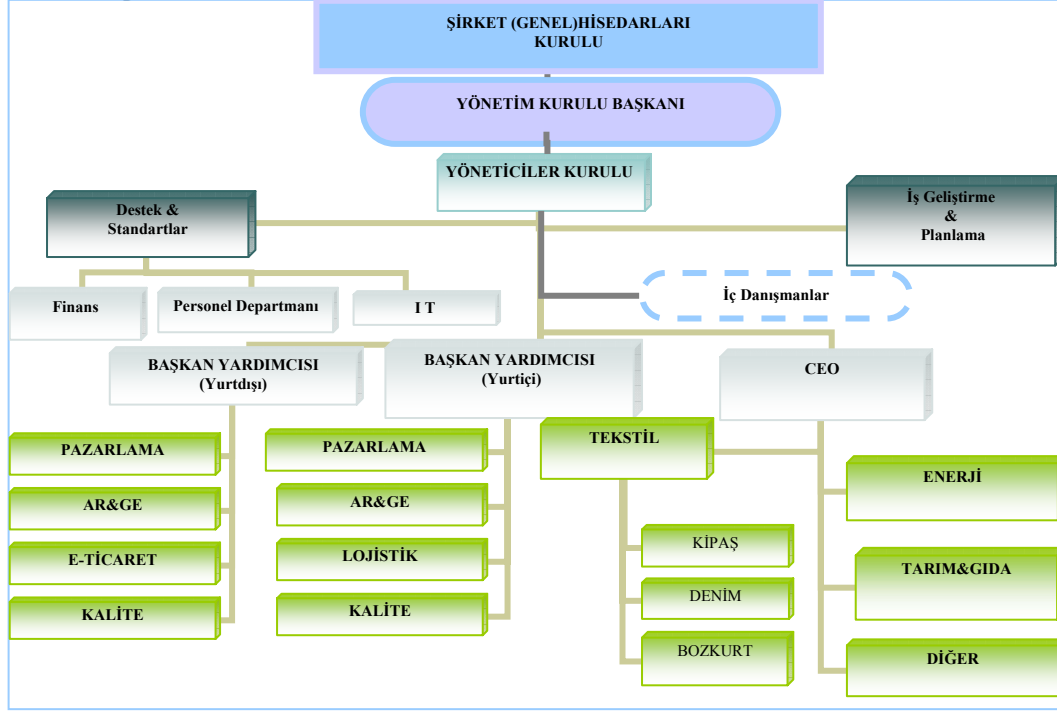 ŞİRKET (GENEL)HİSEDARLARI
KURULU
YÖNETİM KURULU BAŞKANI
YÖNETİCİLER KURULU
Destek &
Standartlar
İş Geliştirme
&
Planlama
Finans
Personel Departmanı
I T
İç Danışmanlar
BAŞKAN YARDIMCISI
(Yurtdışı)
BAŞKAN YARDIMCISI
(Yurtiçi)
CEO
PAZARLAMA
AR&GE
E-TİCARET
KALİTE
PAZARLAMA
AR&GE
LOJİSTİK
KALİTE
TEKSTİL
KİPAŞ
DENİM
BOZKURT
ENERJİ
TARIM&GIDA
DİĞER